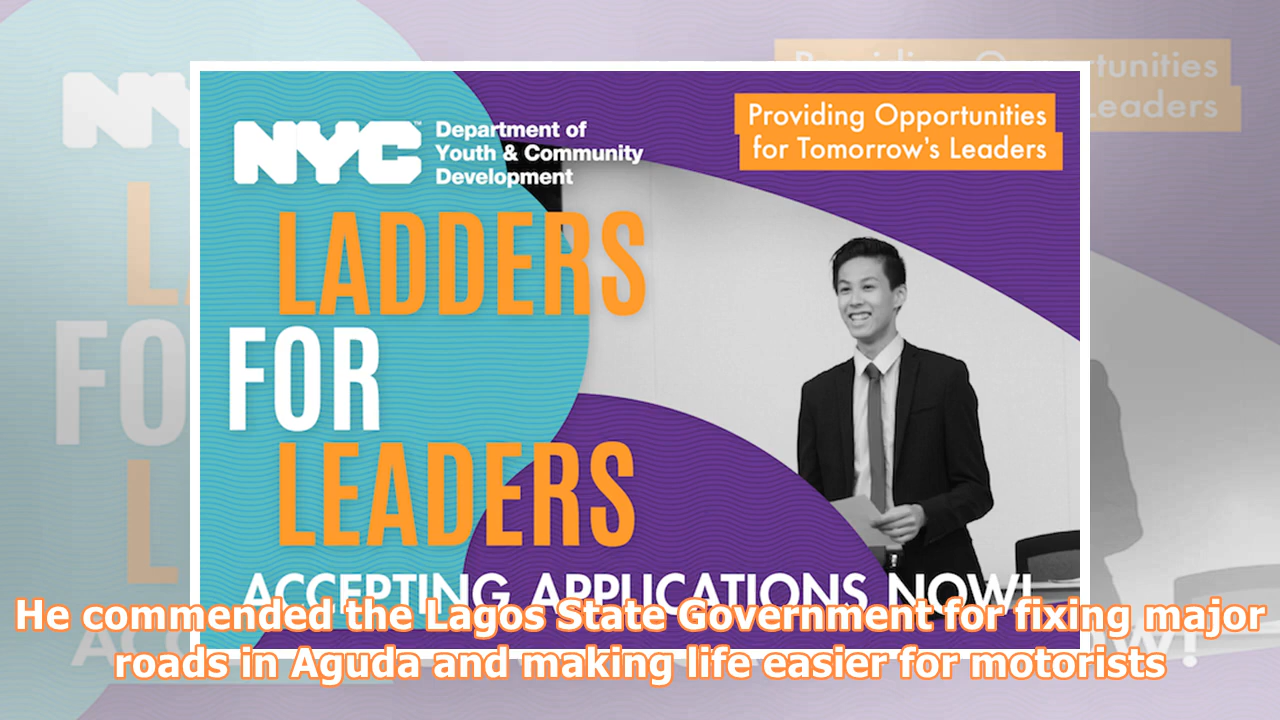 NYC™
Department of
Youth & Community
Development
Providing Opportunities
for Tomorrow's Leaders
LADDERS
FOR
LEADERS
ACCEPTING APPLICATIONS NOW!
He commended the Lagos State Government for fixing major
roads in Aguda and making life easier for motorists